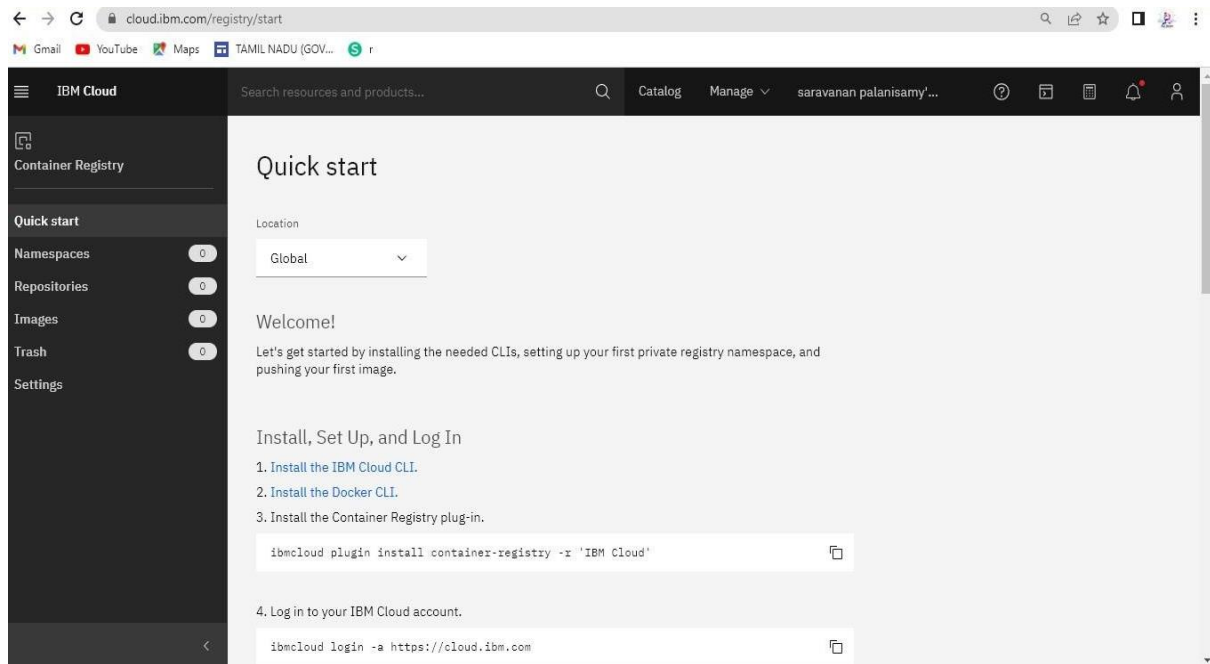 cloud.ibm.com/registry/start
Gmail YouTube Maps TAMIL NADU (GOV... S r
IBM Cloud Search resources and products... Catalog Manage saravanan palanisamy'...
Container Registry
Quick start
Namespaces 0
Repositories 0
Images 0
Trash 0
Settings
Quick start
Location
Global
Welcome!
Let's get started by installing the needed CLIs, setting up your first private registry namespace, and
pushing your first image.
Install, Set Up, and Log In
1. Install the IBM Cloud CLI.
2. Install the Docker CLI.
3. Install the Container Registry plug-in.
ibmcloud plugin install container-registry -r 'IBM Cloud'
4. Log in to your IBM Cloud account.
ibmcloud login -a https://cloud.ibm.com